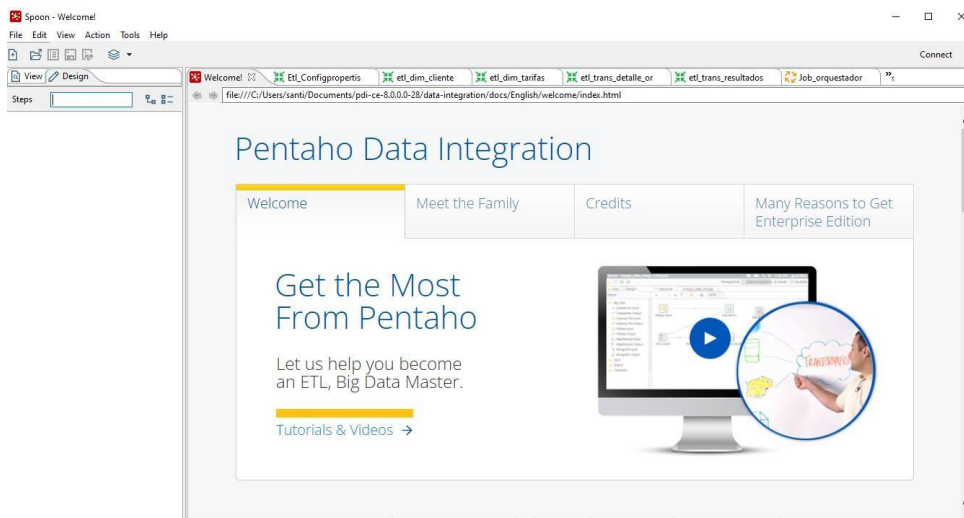 Spoon - Welcome!
File Edit View Action Tools Help
Connect
View Design
Welcome! Etl_Configpropertis etl_dim_cliente etl_dim_tarifas etl_trans_detalle_or etl_trans_resultados Job_orquestador »1
Steps
file:///C:/Users/santi/Documents/pdi-ce-8.0.0.0-28/data-integration/docs/English/welcome/index.html
Pentaho Data Integration
Welcome
Meet the Family
Credits
Many Reasons to Get
Enterprise Edition
Get the Most
From Pentaho
Let us help you become
an ETL, Big Data Master.
Tutorials & Videos →